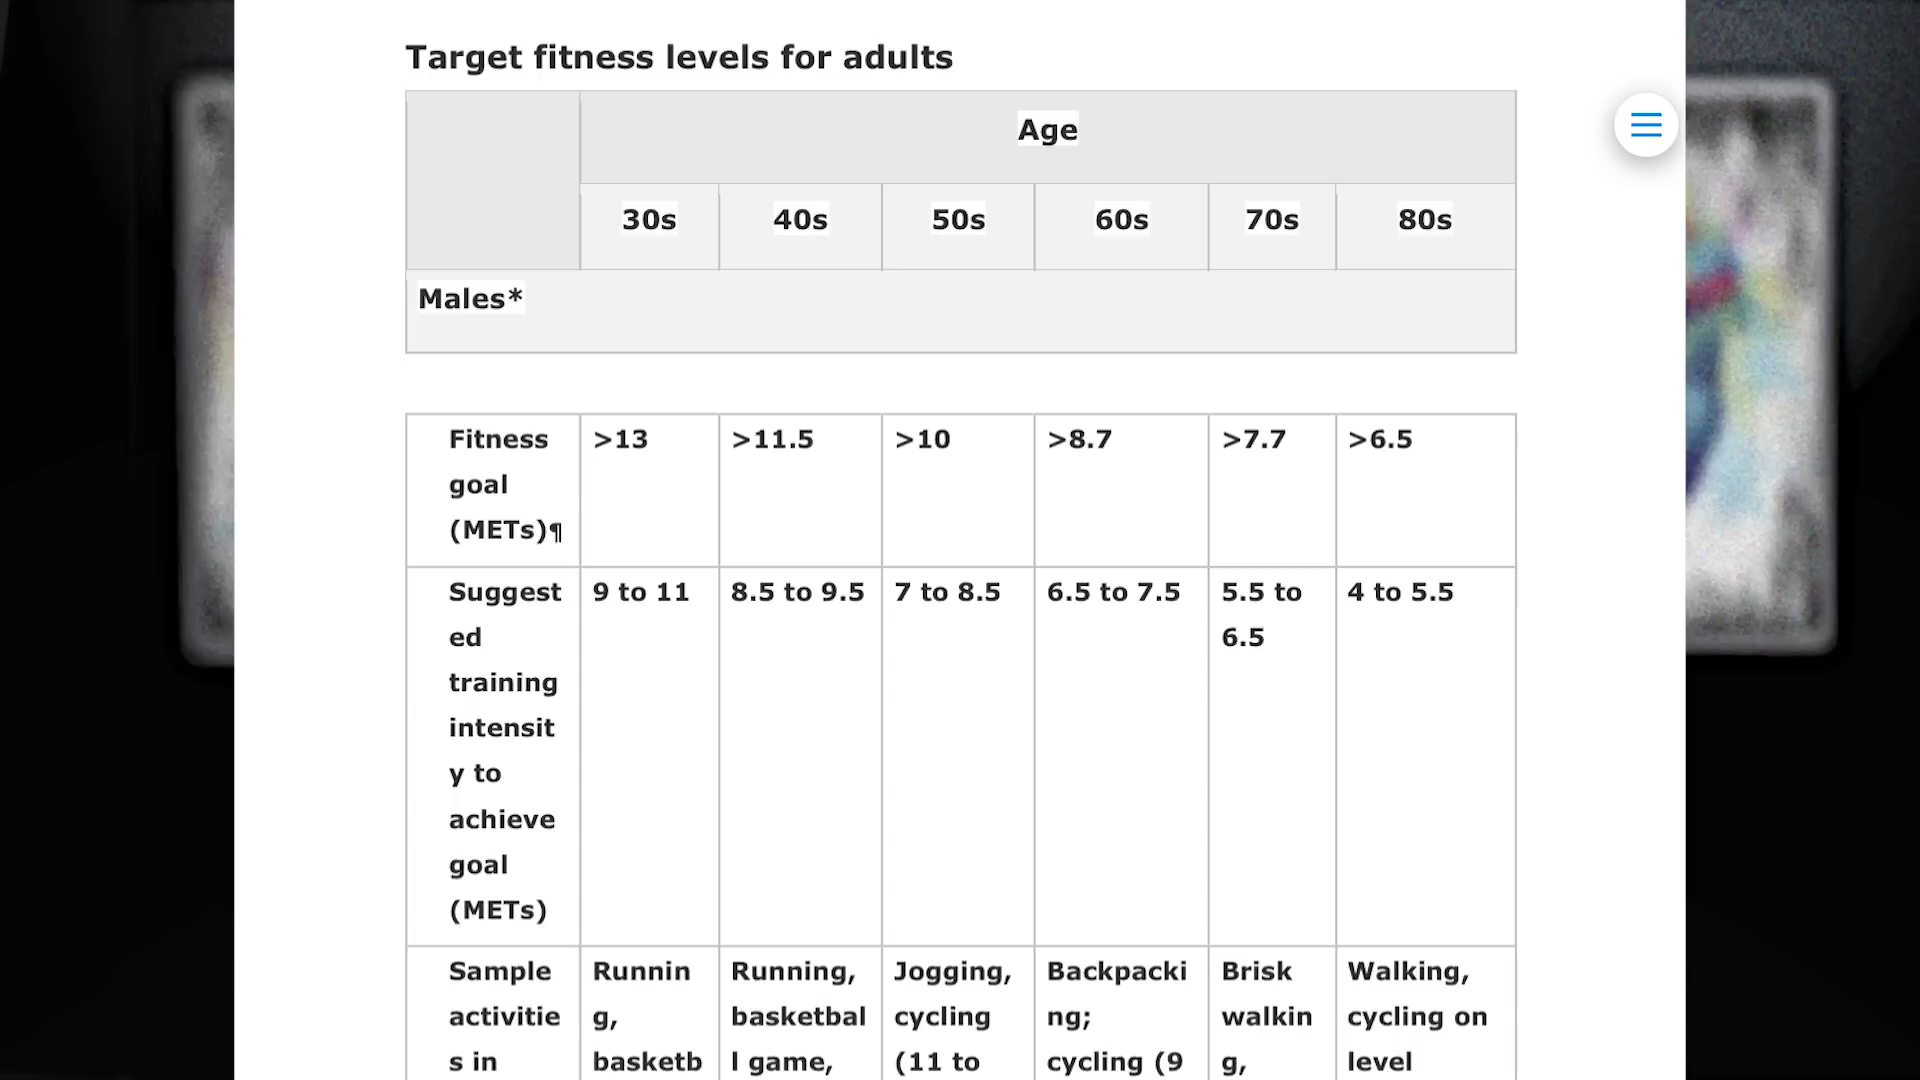 Target fitness levels for adults
Age
30s 40s 50s 60s 70s 80s
Males*
Fitness >13 >11.5 >10 >8.7 >7.7 >6.5
goal
(METs)¶
Suggest 9 to 11 8.5 to 9.5 7 to 8.5 6.5 to 7.5 5.5 to 4 to 5.5
ed 6.5
training
intensit
y to
achieve
goal
(METs)
Sample Runnin Running, Jogging, Backpacki Brisk Walking,
activitie g, basketbal cycling ng; walkin cycling on
s in basketb l game, (11 to cycling (9 g, level